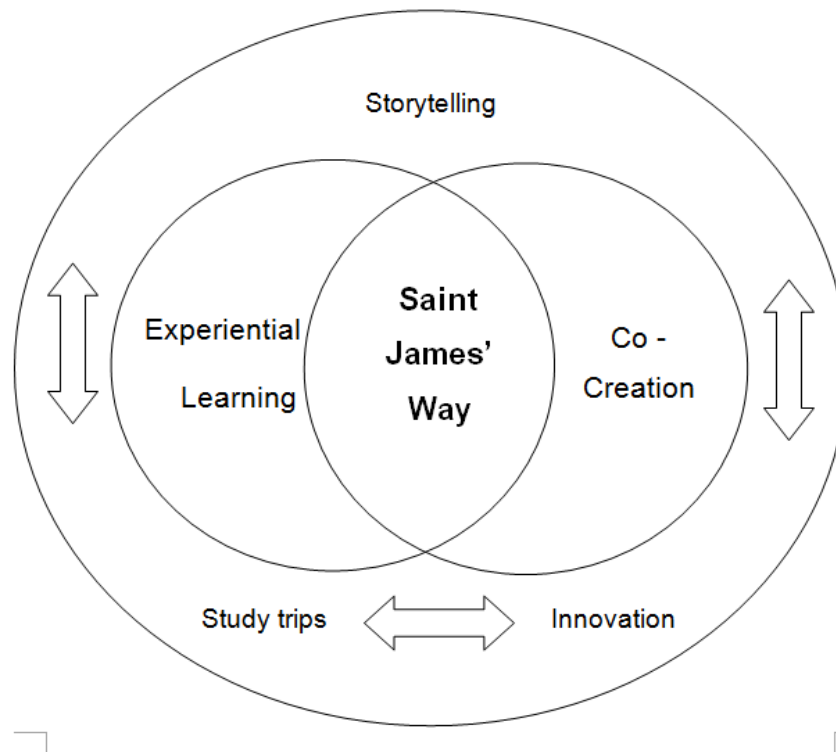 Storytelling
Experiential
Learning
Saint
James’
Way
Co -
Creation
Study trips
Innovation